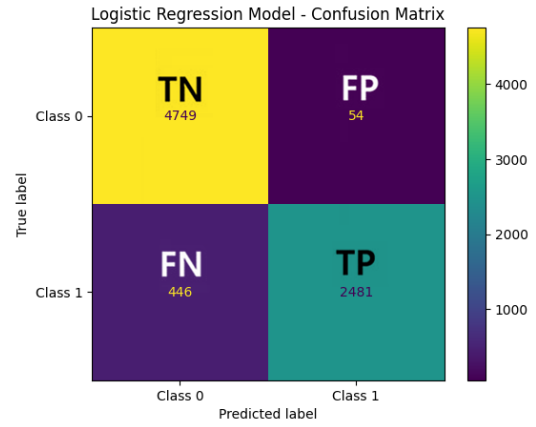 Logistic Regression Model - Confusion Matrix
True label
Class 0
TN
4749
FP
54
Class 1
FN
446
TP
2481
Class 0
Class 1
Predicted label
4000
3000
2000
1000